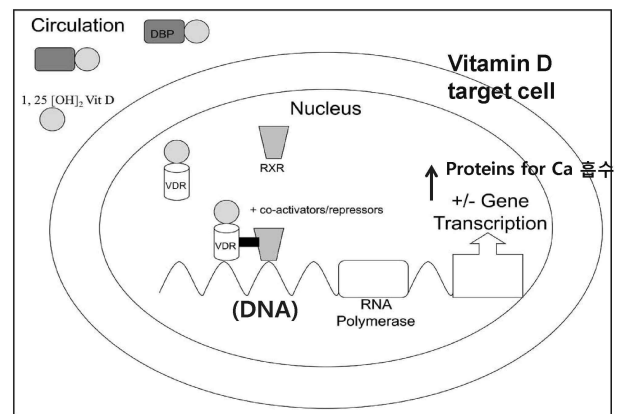 Circulation
DBP
1, 25 [OH]₂ Vit D
Vitamin D
target cell
Nucleus
RXR
VDR
Proteins for Ca 흡수
+/- Gene
Transcription
+ co-activators/repressors
VDR
(DNA)
RNA
Polymerase